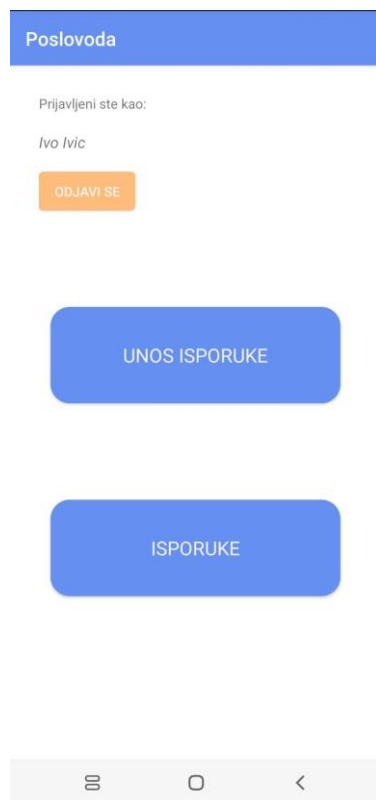 Poslovoda
Prijavljeni ste kao:
Ivo Ivic
ODJAVI SE
UNOS ISPORUKE
ISPORUKE